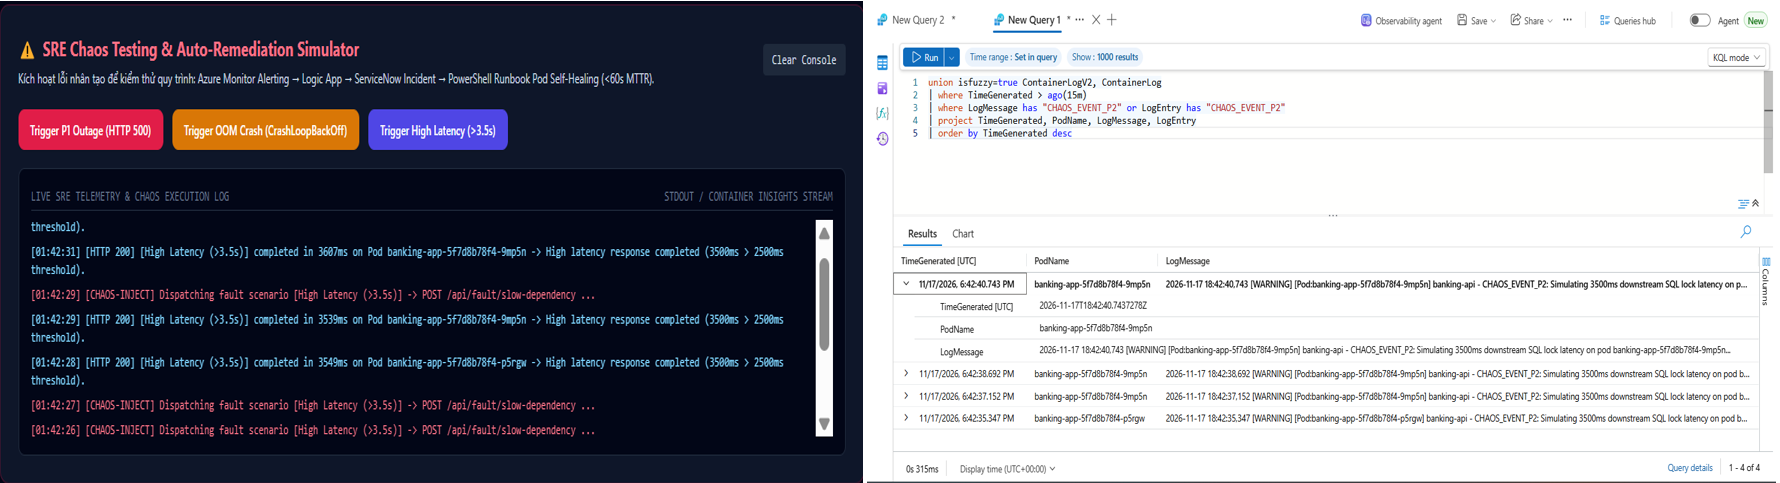 ⚠ SRE Chaos Testing & Auto-Remediation Simulator
Kích hoạt lỗi nhân tạo để kiểm thử quy trình: Azure Monitor Alerting → Logic App → ServiceNow Incident → PowerShell Runbook Pod Self-Healing (<60s MTTR).
Clear Console
Trigger P1 Outage (HTTP 500)
Trigger OOM Crash (CrashLoopBackOff)
Trigger High Latency (>3.5s)
LIVE SRE TELEMETRY & CHAOS EXECUTION LOG
STDOUT / CONTAINER INSIGHTS STREAM
threshold).
[01:42:31] [HTTP 200] [High Latency (>3.5s)] completed in 3607ms on Pod banking-app-5f7d8b78f4-9mp5n -> High latency response completed (3500ms > 2500ms
threshold).
[01:42:29] [CHAOS-INJECT] Dispatching fault scenario [High Latency (>3.5s)] -> POST /api/fault/slow-dependency ...
[01:42:29] [HTTP 200] [High Latency (>3.5s)] completed in 3539ms on Pod banking-app-5f7d8b78f4-9mp5n -> High latency response completed (3500ms > 2500ms
threshold).
[01:42:28] [HTTP 200] [High Latency (>3.5s)] completed in 3549ms on Pod banking-app-5f7d8b78f4-p5rgw -> High latency response completed (3500ms > 2500ms
threshold).
[01:42:27] [CHAOS-INJECT] Dispatching fault scenario [High Latency (>3.5s)] -> POST /api/fault/slow-dependency ...
[01:42:26] [CHAOS-INJECT] Dispatching fault scenario [High Latency (>3.5s)] -> POST /api/fault/slow-dependency ...
New Query 2 *
New Query 1 * ···
Observability agent
Save
Share
···
Queries hub
Agent
New
Run
Time range : Set in query
Show : 1000 results
KQL mode
1 union isfuzzy=true ContainerLogV2, ContainerLog
2 | where TimeGenerated > ago(15m)
3 | where LogMessage has "CHAOS_EVENT_P2" or LogEntry has "CHAOS_EVENT_P2"
4 | project TimeGenerated, PodName, LogMessage, LogEntry
5 | order by TimeGenerated desc
Results
Chart
TimeGenerated [UTC] PodName LogMessage
11/17/2026, 6:42:40.743 PM banking-app-5f7d8b78f4-9mp5n 2026-11-17 18:42:40,743 [WARNING] [Pod:banking-app-5f7d8b78f4-9mp5n] banking-api - CHAOS_EVENT_P2: Simulating 3500ms downstream SQL lock latency on p...
TimeGenerated [UTC] 2026-11-17T18:42:40.7437278Z
PodName banking-app-5f7d8b78f4-9mp5n
LogMessage 2026-11-17 18:42:40,743 [WARNING] [Pod:banking-app-5f7d8b78f4-9mp5n] banking-api - CHAOS_EVENT_P2: Simulating 3500ms downstream SQL lock latency on pod banking-app-5f7d8b78f4-9mp5n...
11/17/2026, 6:42:38.692 PM banking-app-5f7d8b78f4-9mp5n 2026-11-17 18:42:38,692 [WARNING] [Pod:banking-app-5f7d8b78f4-9mp5n] banking-api - CHAOS_EVENT_P2: Simulating 3500ms downstream SQL lock latency on pod b...
11/17/2026, 6:42:37.152 PM banking-app-5f7d8b78f4-9mp5n 2026-11-17 18:42:37,152 [WARNING] [Pod:banking-app-5f7d8b78f4-9mp5n] banking-api - CHAOS_EVENT_P2: Simulating 3500ms downstream SQL lock latency on pod b...
11/17/2026, 6:42:35.347 PM banking-app-5f7d8b78f4-p5rgw 2026-11-17 18:42:35,347 [WARNING] [Pod:banking-app-5f7d8b78f4-p5rgw] banking-api - CHAOS_EVENT_P2: Simulating 3500ms downstream SQL lock latency on pod b...
Columns
0s 315ms
Display time (UTC+00:00)
Query details
1 - 4 of 4